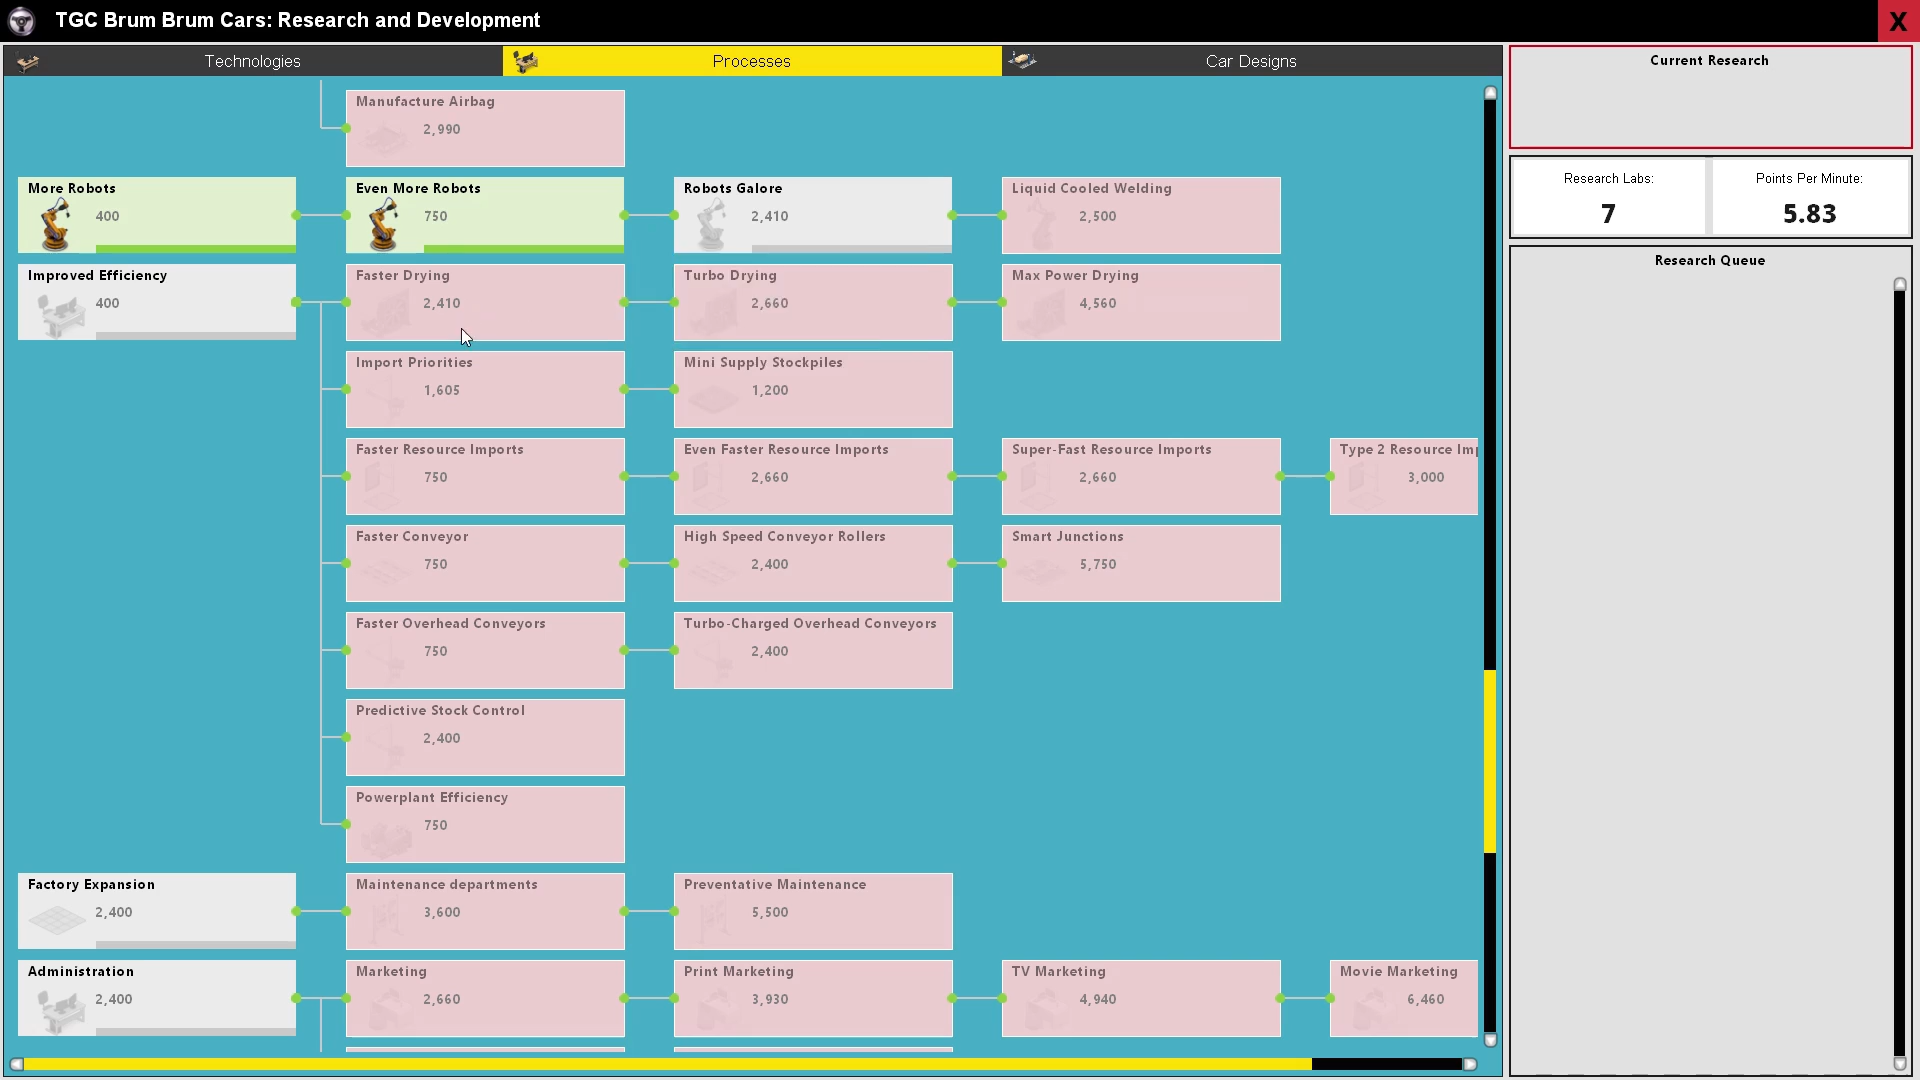 TGC Brum Brum Cars: Research and Development
X
Technologies
Processes
Car Designs
Current Research
Manufacture Airbag
2,990
Research Labs:
7
Points Per Minute:
5.83
Research Queue
More Robots
400
Even More Robots
750
Robots Galore
2,410
Liquid Cooled Welding
2,500
Improved Efficiency
400
Faster Drying
2,410
Turbo Drying
2,660
Max Power Drying
4,560
Import Priorities
1,605
Mini Supply Stockpiles
1,200
Faster Resource Imports
750
Even Faster Resource Imports
2,660
Super-Fast Resource Imports
2,660
Type 2 Resource Imp
3,000
Faster Conveyor
750
High Speed Conveyor Rollers
2,400
Smart Junctions
5,750
Faster Overhead Conveyors
750
Turbo-Charged Overhead Conveyors
2,400
Predictive Stock Control
2,400
Powerplant Efficiency
750
Factory Expansion
2,400
Maintenance departments
3,600
Preventative Maintenance
5,500
Administration
2,400
Marketing
2,660
Print Marketing
3,930
TV Marketing
4,940
Movie Marketing
6,460